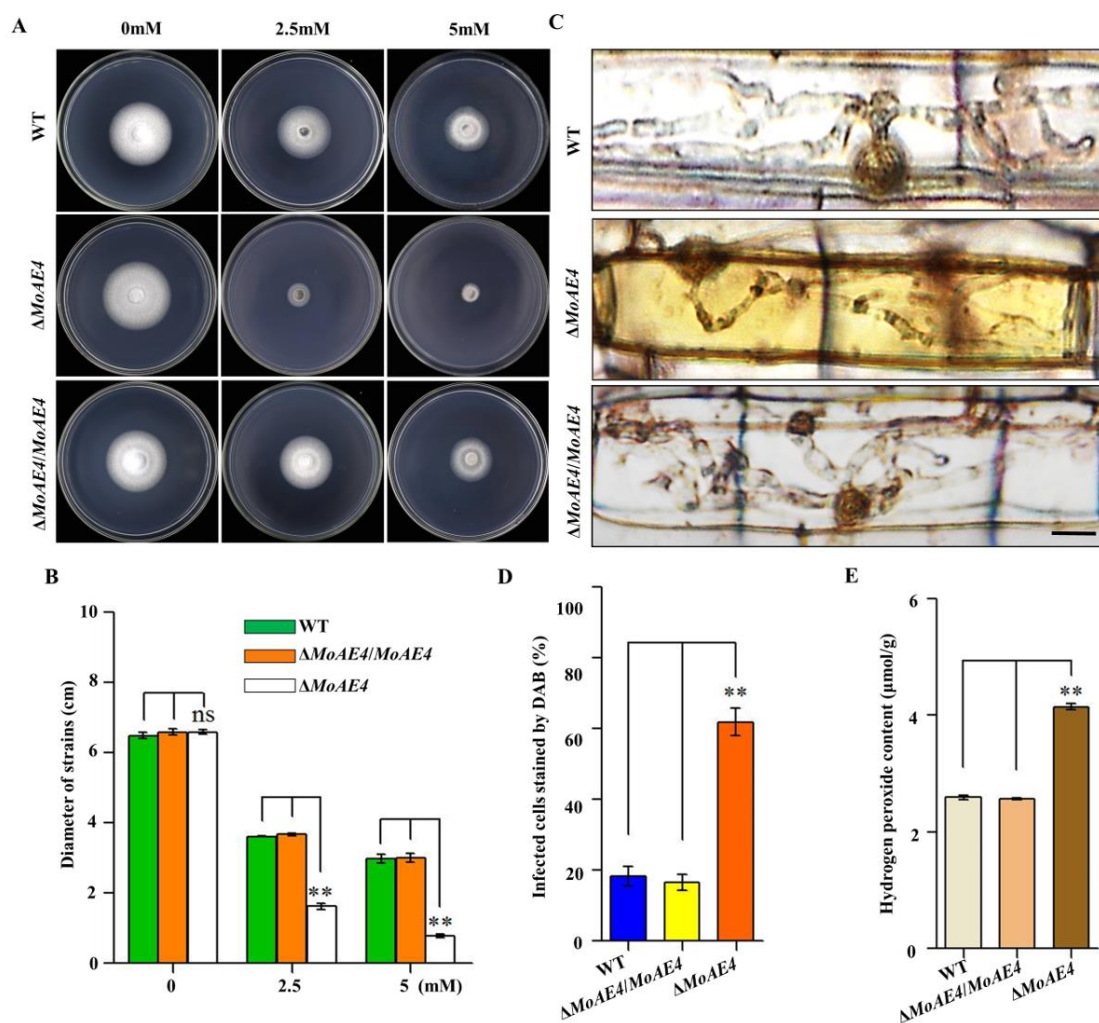 A
0mM
2.5mM
5mM
WT
ΔMoAE4
ΔMoAE4/MoAE4
C
WT
ΔMoAE4
ΔMoAE4/MoAE4
B
Diameter of strains (cm)
10
8
6
4
2
0
WT
ΔMoAE4/MoAE4
ΔMoAE4
ns
**
**
0
2.5
5 (mM)
D
Infected cells stained by DAB (%)
100
80
60
40
20
0
**
WT
ΔMoAE4/MoAE4
ΔMoAE4
E
Hydrogen peroxide content (μmol/g)
6
4
2
0
**
WT
ΔMoAE4/MoAE4
ΔMoAE4